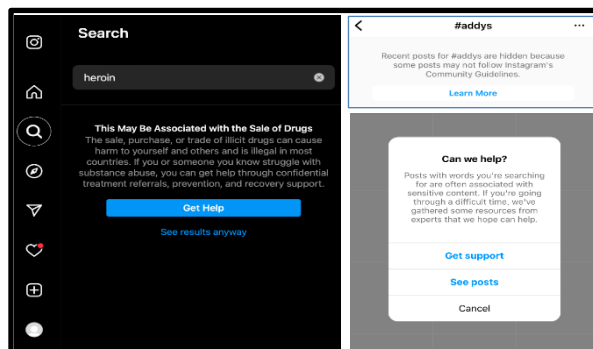 Search
heroin
This May Be Associated with the Sale of Drugs
The sale, purchase, or trade of illicit drugs can cause
harm to yourself and others and is illegal in most
countries. If you or someone you know struggle with
substance abuse, you can get help through confidential
treatment referrals, prevention, and recovery support.
Get Help
See results anyway
#addys
Recent posts for #addys are hidden because
some posts may not follow Instagram's
Community Guidelines.
Learn More
Can we help?
Posts with words you're searching
for are often associated with
sensitive content. If you're going
through a difficult time, we've
gathered some resources from
experts that we hope can help.
Get support
See posts
Cancel